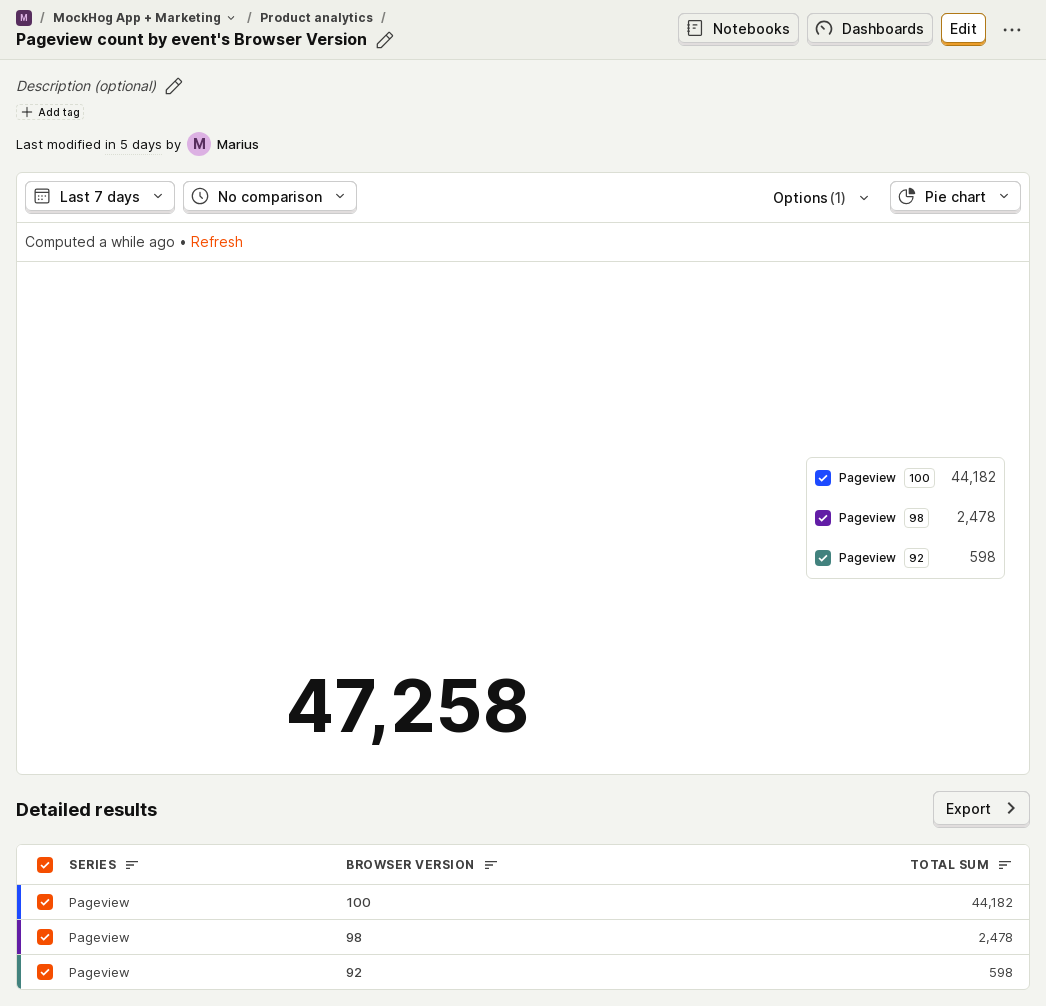 M / MockHog App + Marketing / Product analytics /
Pageview count by event's Browser Version
Notebooks
Dashboards
Edit
Description (optional)
Add tag
Last modified in 5 days by M Marius
Last 7 days
No comparison
Options (1)
Pie chart
Computed a while ago • Refresh
Pageview 100 44,182
Pageview 98 2,478
Pageview 92 598
47,258
Detailed results
Export
SERIES BROWSER VERSION TOTAL SUM
Pageview 100 44,182
Pageview 98 2,478
Pageview 92 598